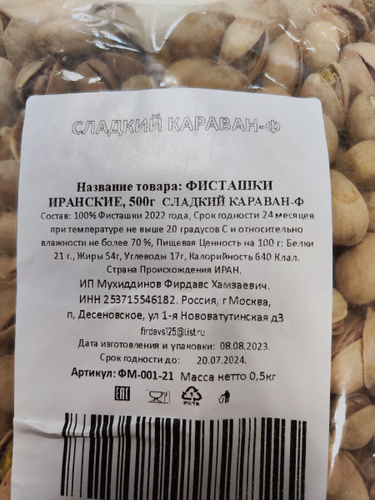 СЛАДКИЙ КАРАВАН-Ф
Название товара: ФИСТАШКИ
ИРАНСКИЕ, 500г СЛАДКИЙ КАРАВАН-Ф
Состав: 100% Фисташки 2022 года, Срок годности 24 месяцев
при температуре не выше 20 градусов С и относительно
влажности не более 70 %, Пищевая Ценность на 100 г: Белки
21 г., Жиры 54г, Углеводы 17г, Калорийность 640 Клал.
Страна Происхождения ИРАН.
ИП Мухиддинов Фирдавс Хамзаевич.
ИНН 253715546182. Россия, г Москва,
п, Десеновское, ул 1-я Нововатутинская д3
firdavs125@list.ru
Дата изготовления и упаковки: 08.08.2023.
Срок годности до: 20.07.2024.
Артикул: ФМ-001-21 Масса нетто 0,5кг
EAC